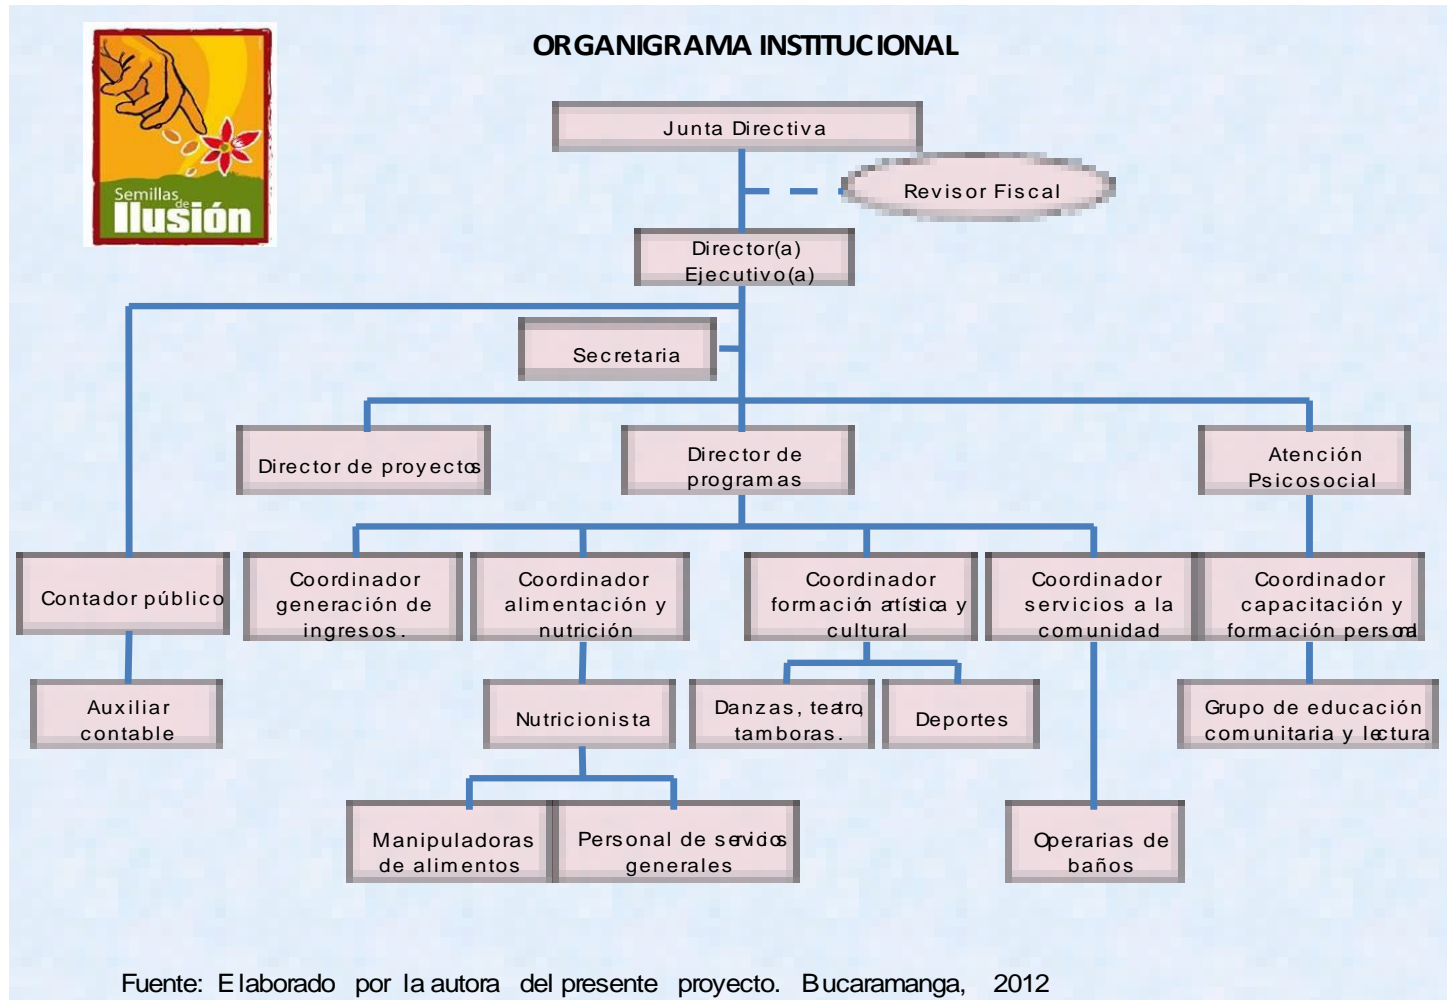 ORGANIGRAMA INSTITUCIONAL
Semillas
de
Ilusión
Junta Directiva
Revisor Fiscal
Director(a)
Ejecutivo(a)
Secretaria
Director de proyectos
Director de
programas
Atención
Psicosocial
Contador público
Coordinador
generación de
ingresos.
Coordinador
alimentación y
nutrición
Coordinador
formación artística y
cultural
Coordinador
servicios a la
comunidad
Coordinador
capacitación y
formación personal
Auxiliar
contable
Nutricionista
Danzas, teatro,
tamboras.
Deportes
Grupo de educación
comunitaria y lectura
Manipuladoras
de alimentos
Personal de servicios
generales
Operarias de
baños
Fuente: Elaborado por la autora del presente proyecto. Bucaramanga, 2012